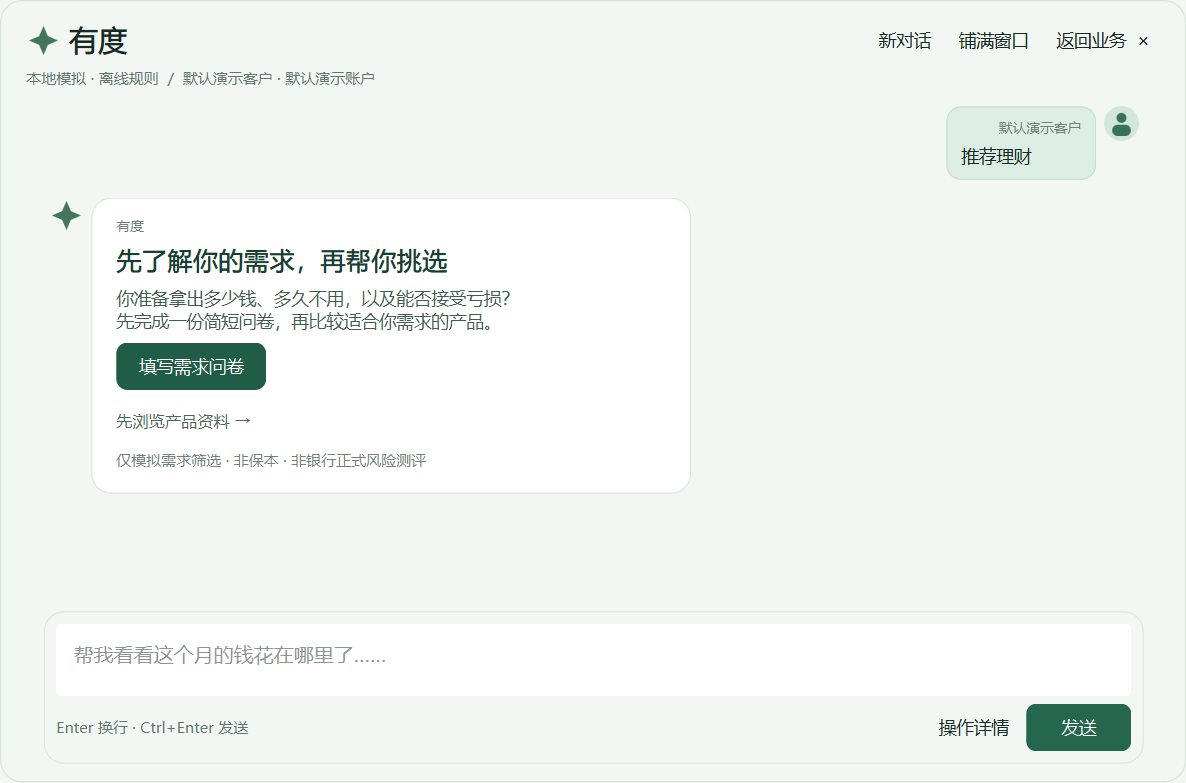 有度
新对话 铺满窗口 返回业务 ×
本地模拟 · 离线规则 / 默认演示客户 · 默认演示账户
默认演示客户
推荐理财
有度
先了解你的需求，再帮你挑选
你准备拿出多少钱、多久不用，以及能否接受亏损？
先完成一份简短问卷，再比较适合你需求的产品。
填写需求问卷
先浏览产品资料 →
仅模拟需求筛选 · 非保本 · 非银行正式风险测评
帮我看看这个月的钱花在哪里了……
Enter 换行 · Ctrl+Enter 发送
操作详情
发送